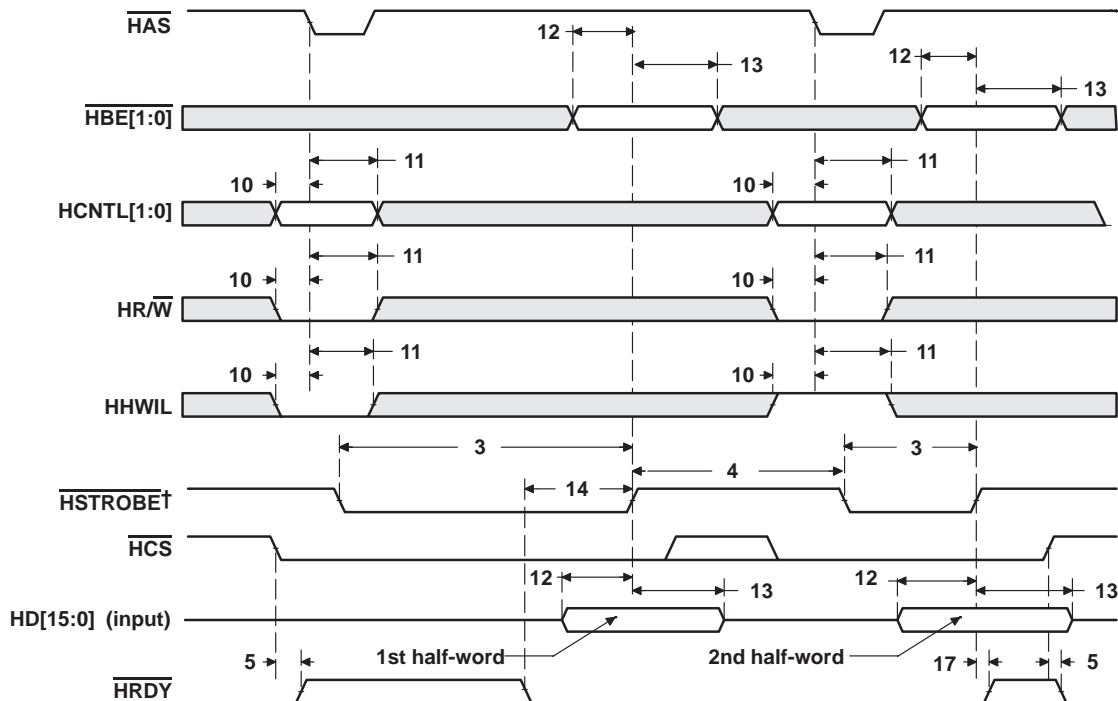 HAS
12
12
13
13
HBE[1:0]
11
11
10
10
HCNTL[1:0]
11
11
10
10
HR/W
11
11
10
10
HHWIL
3
3
4
14
HSTROBE†
HCS
12
12
13
13
HD[15:0] (input)
1st half-word
2nd half-word
5
17
5
HRDY